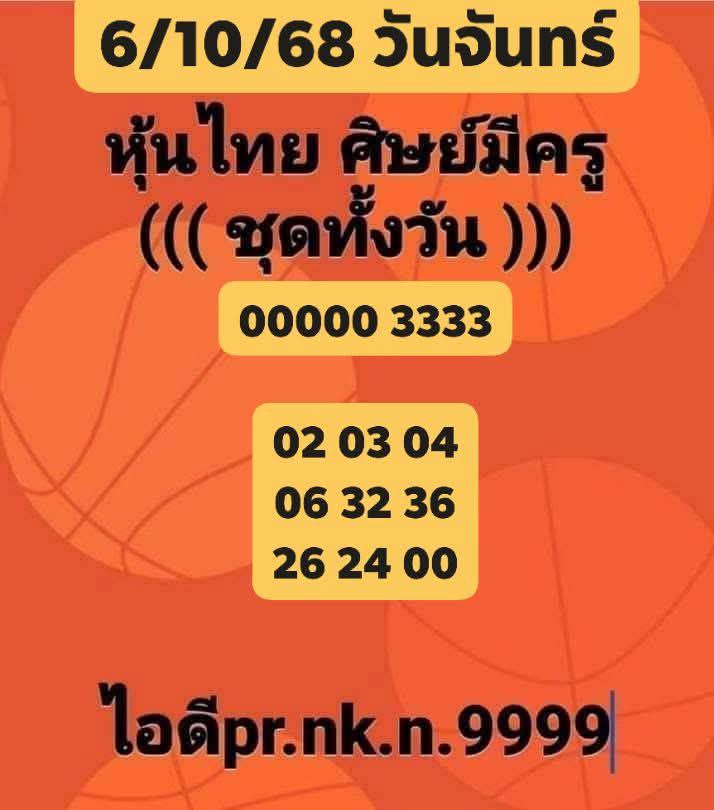 6/10/68 วันจันทร์
หุ้นไทย ศิษย์มีครู
((( ชุดทั้งวัน )))
00000 3333
02 03 04
06 32 36
26 24 00
ไอดีpr.nk.n.9999